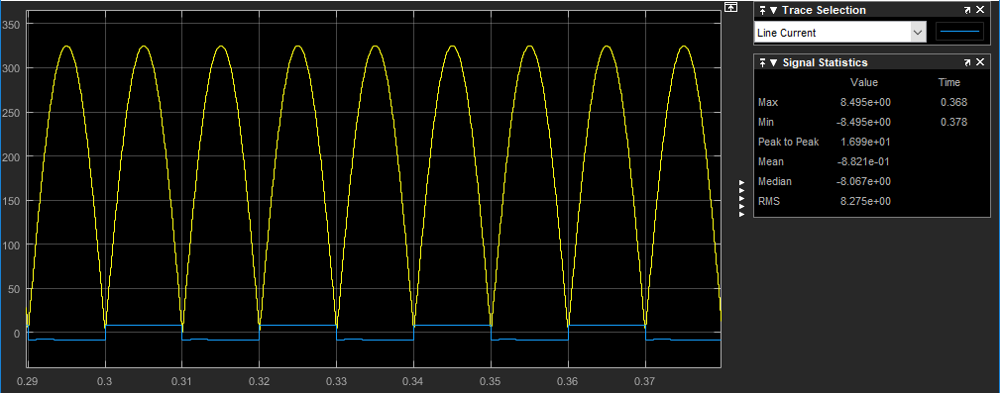 350
300
250
200
150
100
50
0
0.29 0.3 0.31 0.32 0.33 0.34 0.35 0.36 0.37
Trace Selection
Line Current
Signal Statistics
Value Time
Max 8.495e+00 0.368
Min -8.495e+00 0.378
Peak to Peak 1.699e+01
Mean -8.821e-01
Median -8.067e+00
RMS 8.275e+00